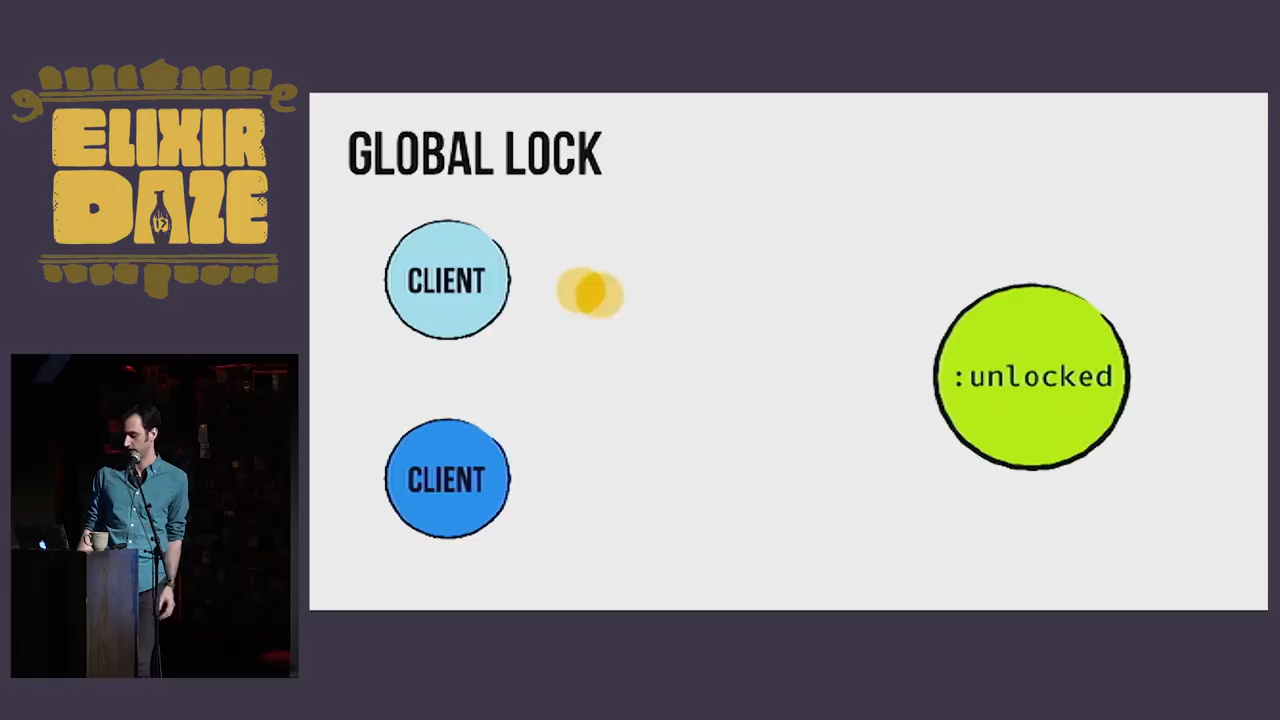 ELIXIR
DAZE
GLOBAL LOCK
CLIENT
:unlocked
CLIENT